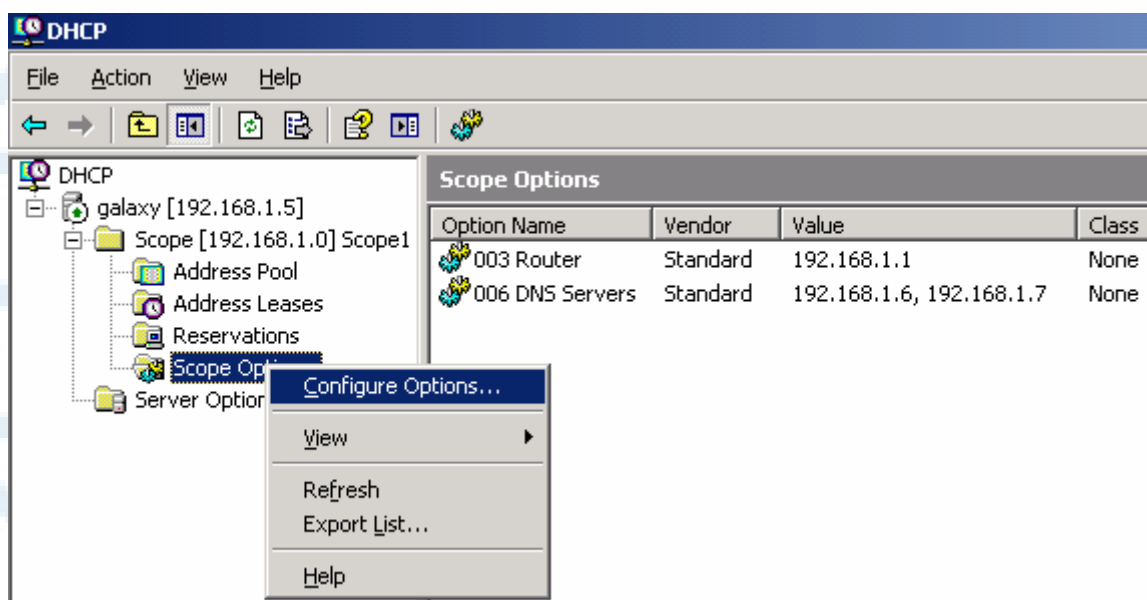 DHCP
File Action View Help
DHCP
Scope Options
galaxy [192.168.1.5]
Option Name Vendor Value Class
Scope [192.168.1.0] Scope1
003 Router Standard 192.168.1.1 None
Address Pool
006 DNS Servers Standard 192.168.1.6, 192.168.1.7 None
Address Leases
Reservations
Scope Op
Configure Options...
Server Option
View
Refresh
Export List...
Help